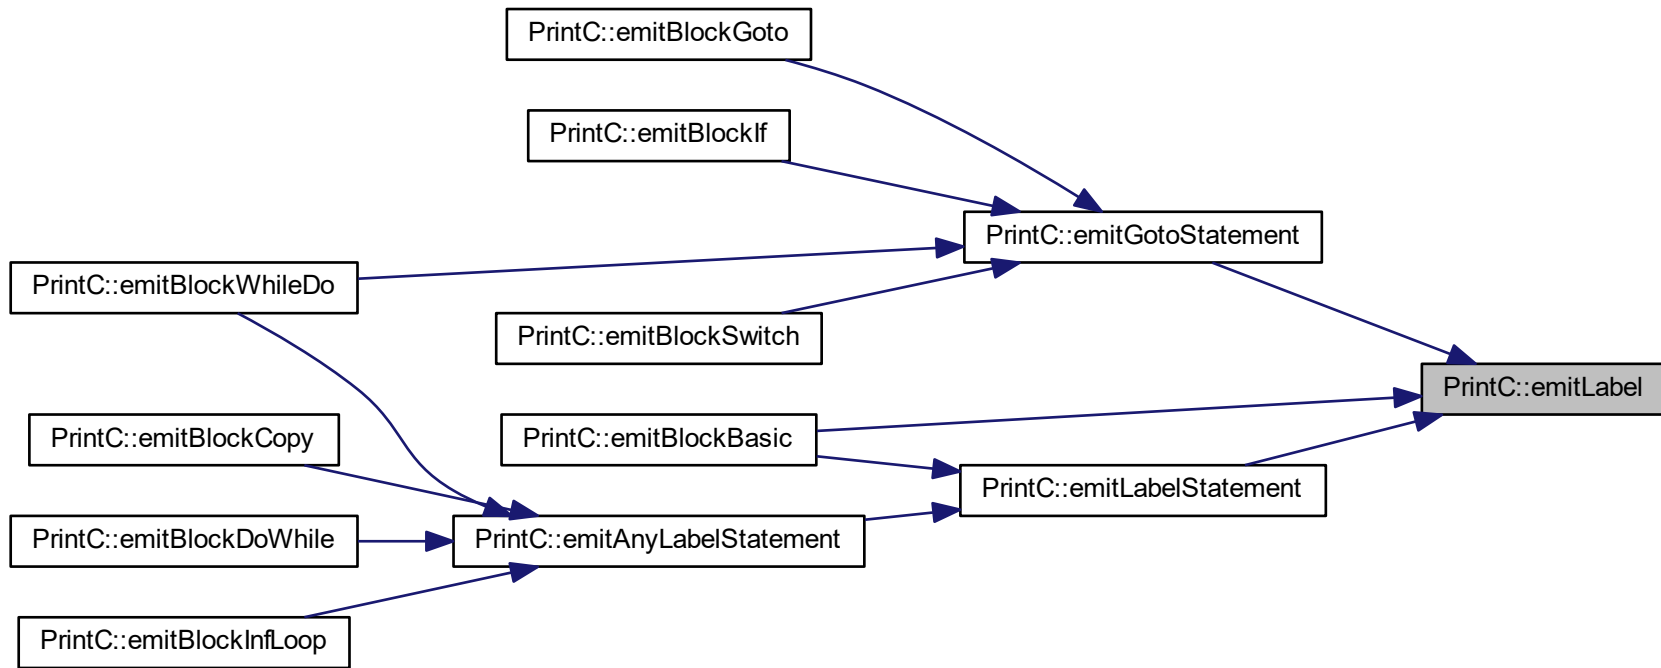 PrintC::emitBlockGoto
PrintC::emitBlockIf
PrintC::emitGotoStatement
PrintC::emitBlockWhileDo
PrintC::emitBlockSwitch
PrintC::emitLabel
PrintC::emitBlockCopy
PrintC::emitBlockBasic
PrintC::emitLabelStatement
PrintC::emitBlockDoWhile
PrintC::emitAnyLabelStatement
PrintC::emitBlockInfLoop